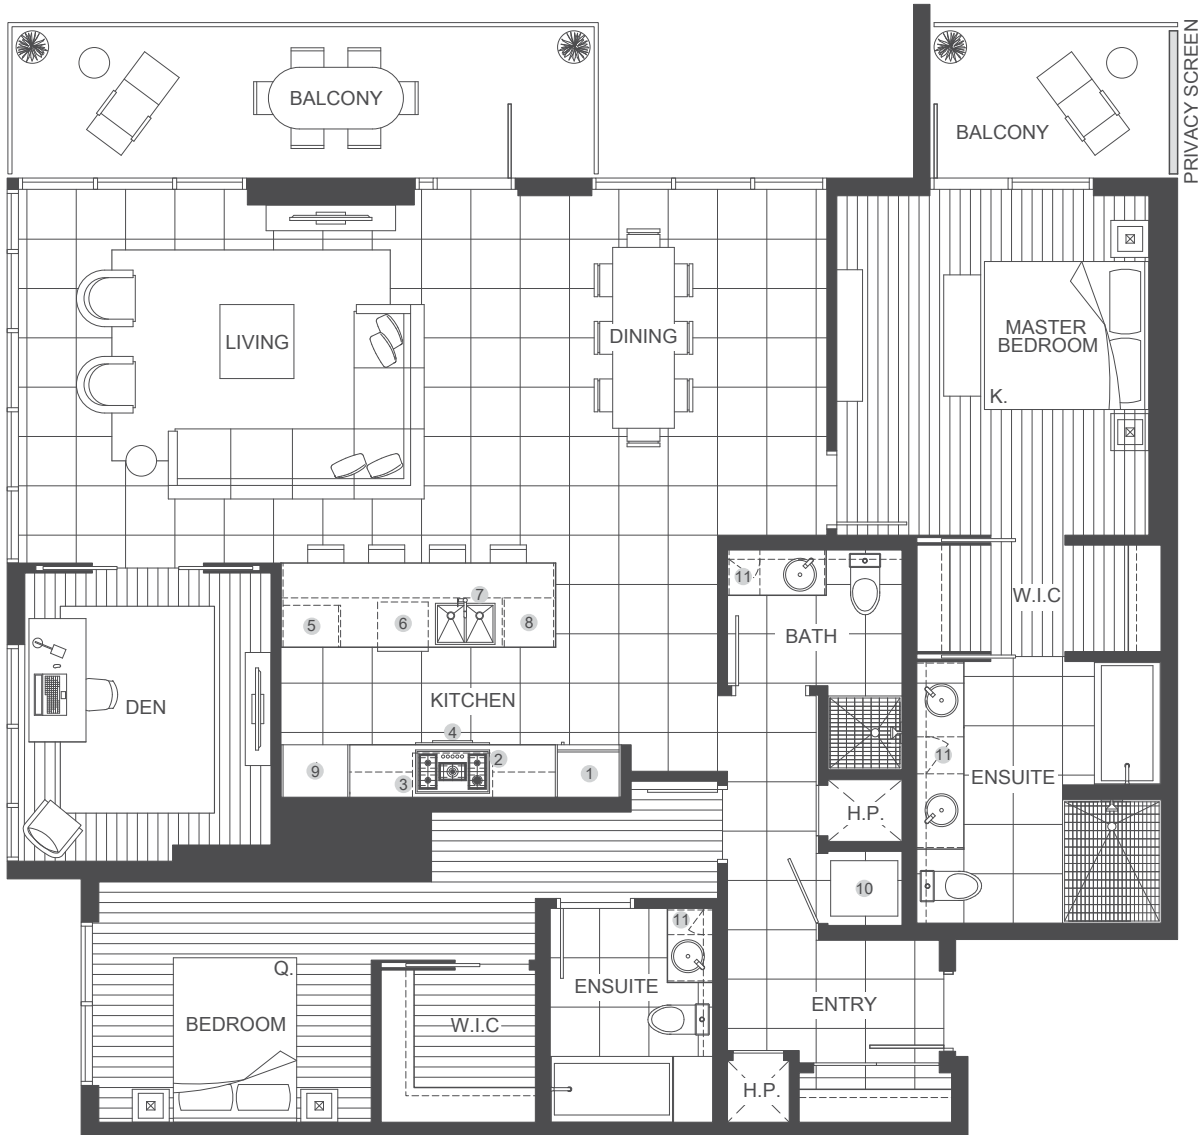 BALCONY
BALCONY
PRIVACY SCREEN
LIVING
DINING
MASTER
BEDROOM
K.
11
7
5
6
8
BATH
W.I.C
DEN
KITCHEN
4
2
9
3
1
11
ENSUITE
H.P.
10
11
Q.
ENSUITE
BEDROOM
W.I.C
ENTRY
H.P.